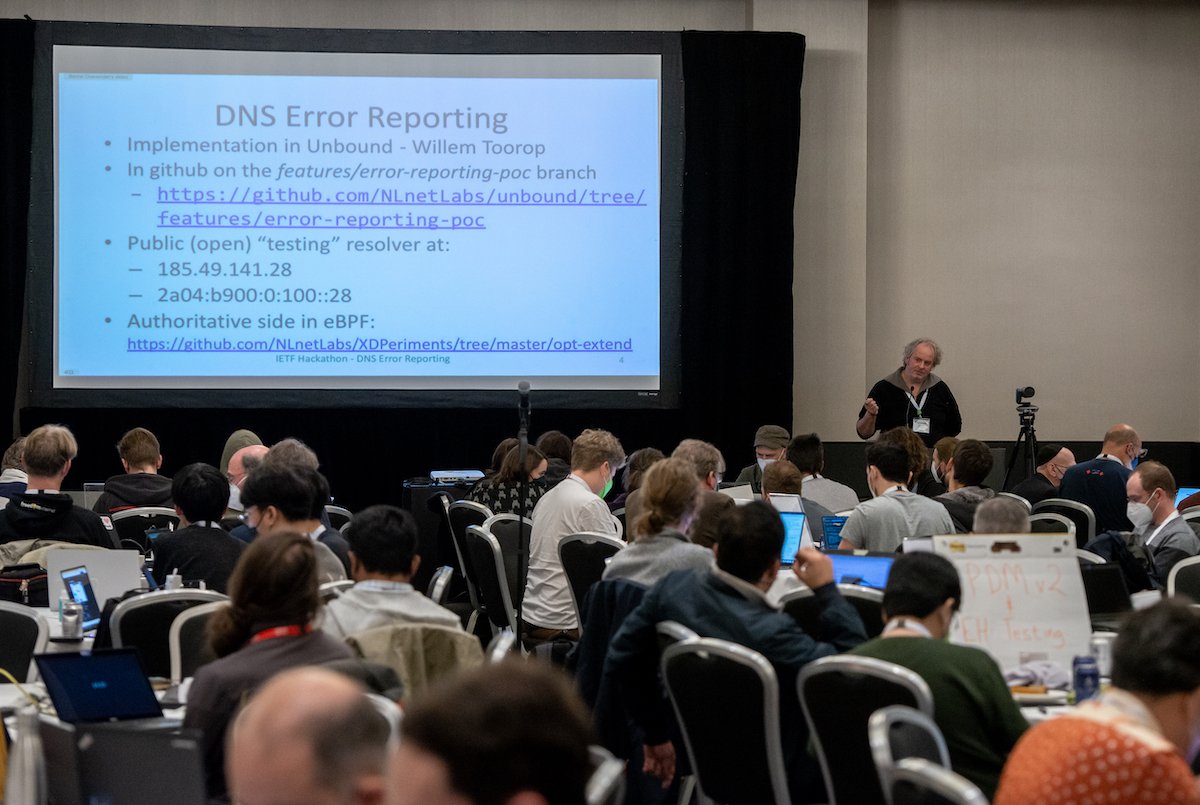 DNS Error Reporting
• Implementation in Unbound - Willem Toorop
• In github on the features/error-reporting-poc branch
– https://github.com/NLnetLabs/unbound/tree/
features/error-reporting-poc
• Public (open) “testing” resolver at:
– 185.49.141.28
– 2a04:b900:0:100::28
• Authoritative side in eBPF:
https://github.com/NLnetLabs/XDPeriments/tree/master/opt-extend
IETF Hackathon - DNS Error Reporting 4
PDM v2
+
EH Testing